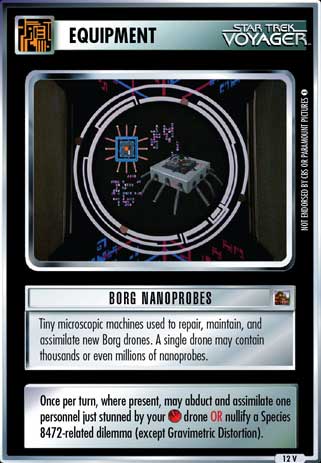 EQUIPMENT
STAR TREK
VOYAGER
NOT ENDORSED BY CBS OR PARAMOUNT PICTURES
BORG NANOPROBES
Tiny microscopic machines used to repair, maintain, and
assimilate new Borg drones. A single drone may contain
thousands or even millions of nanoprobes.
Once per turn, where present, may abduct and assimilate one
personnel just stunned by your drone OR nullify a Species
8472-related dilemma (except Gravimetric Distortion).
12 V